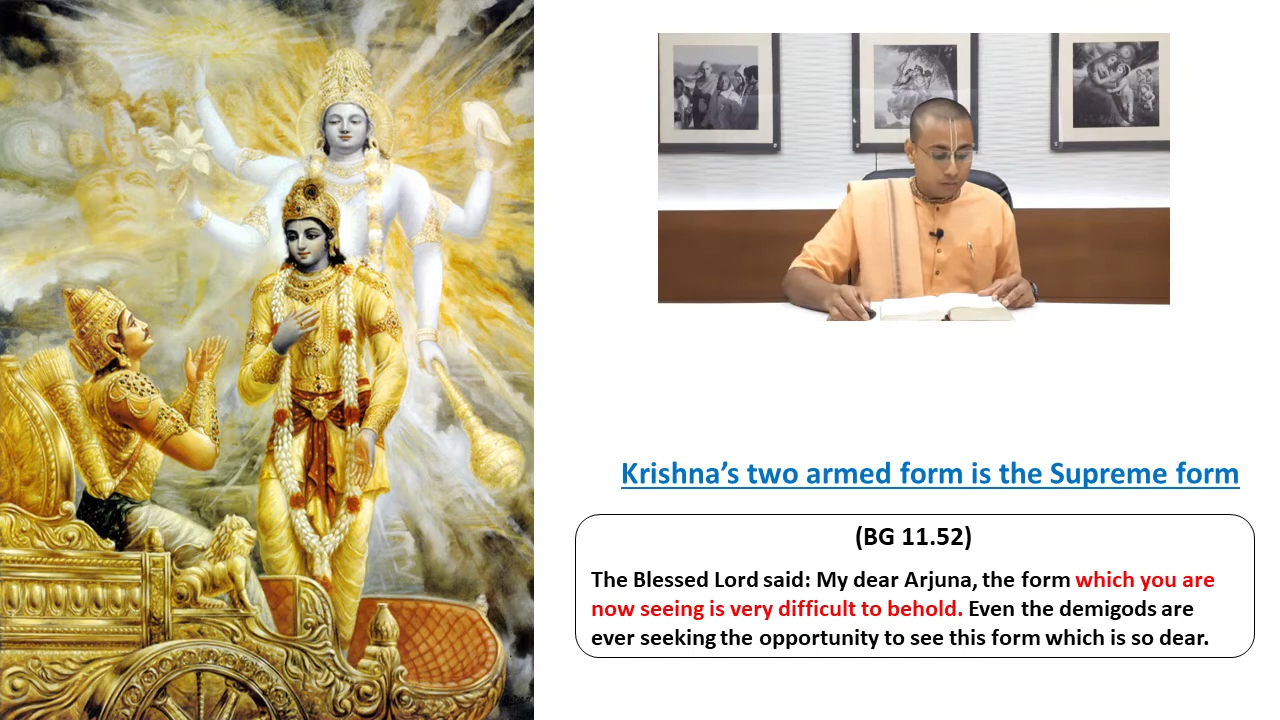 Krishna’s two armed form is the Supreme form
(BG 11.52)
The Blessed Lord said: My dear Arjuna, the form which you are
now seeing is very difficult to behold. Even the demigods are
ever seeking the opportunity to see this form which is so dear.